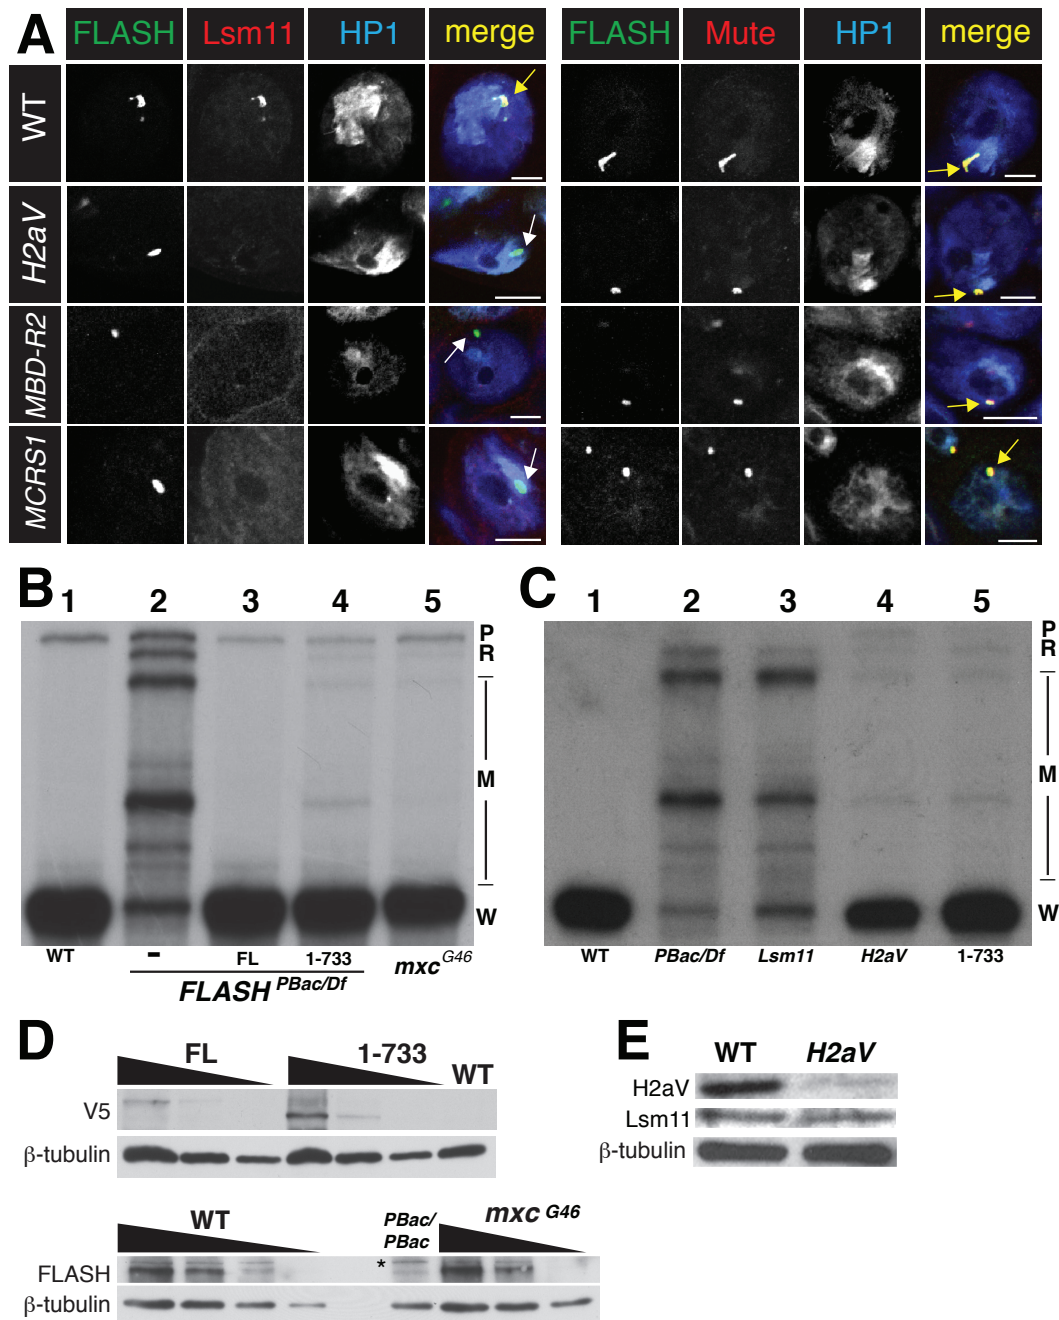 A FLASH Lsm11 HP1 merge FLASH Mute HP1 merge
WT
H2aV
MBD-R2
MCRS1
B 1 2 3 4 5
P
R
M
W
WT – FL 1-733 mxc G46
FLASH PBac/Df
C 1 2 3 4 5
P
R
M
W
WT PBac/Df Lsm11 H2aV 1-733
D FL 1-733 WT
V5
β-tubulin
WT PBac/ mxc G46
PBac
FLASH *
β-tubulin
E WT H2aV
H2aV
Lsm11
β-tubulin